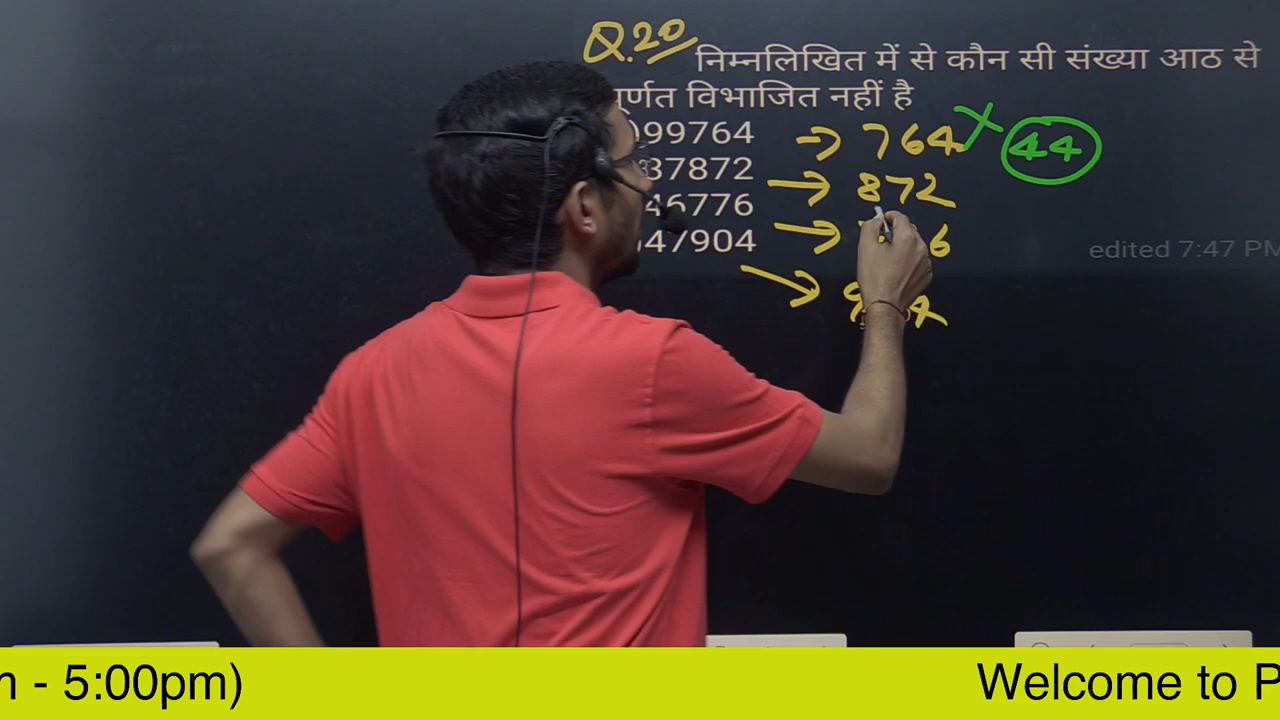 Q.20
निम्नलिखित में से कौन सी संख्या आठ से
विभाजित नहीं है
99764 → 764 × 44
37872 → 872
46776 →
47904 →
edited 7:47 PM
- 5:00pm) Welcome to